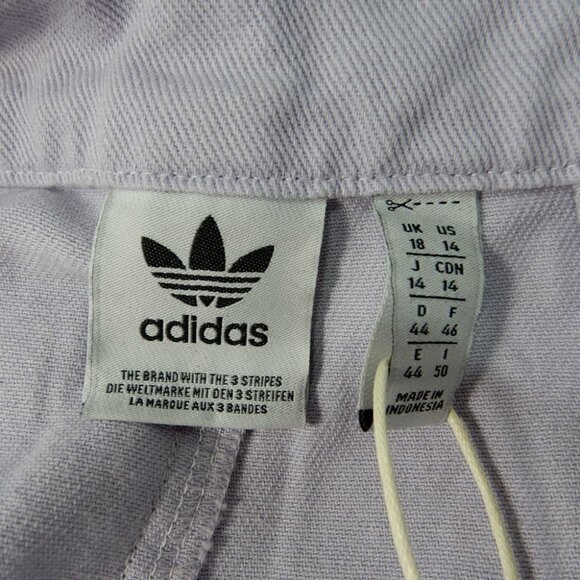 adidas
THE BRAND WITH THE 3 STRIPES
DIE WELTMARKE MIT DEN 3 STREIFEN
LA MARQUE AUX 3 BANDES
UK US
18 14
J CDN
14 14
D F
44 46
E I
44 50
MADE IN
INDONESIA